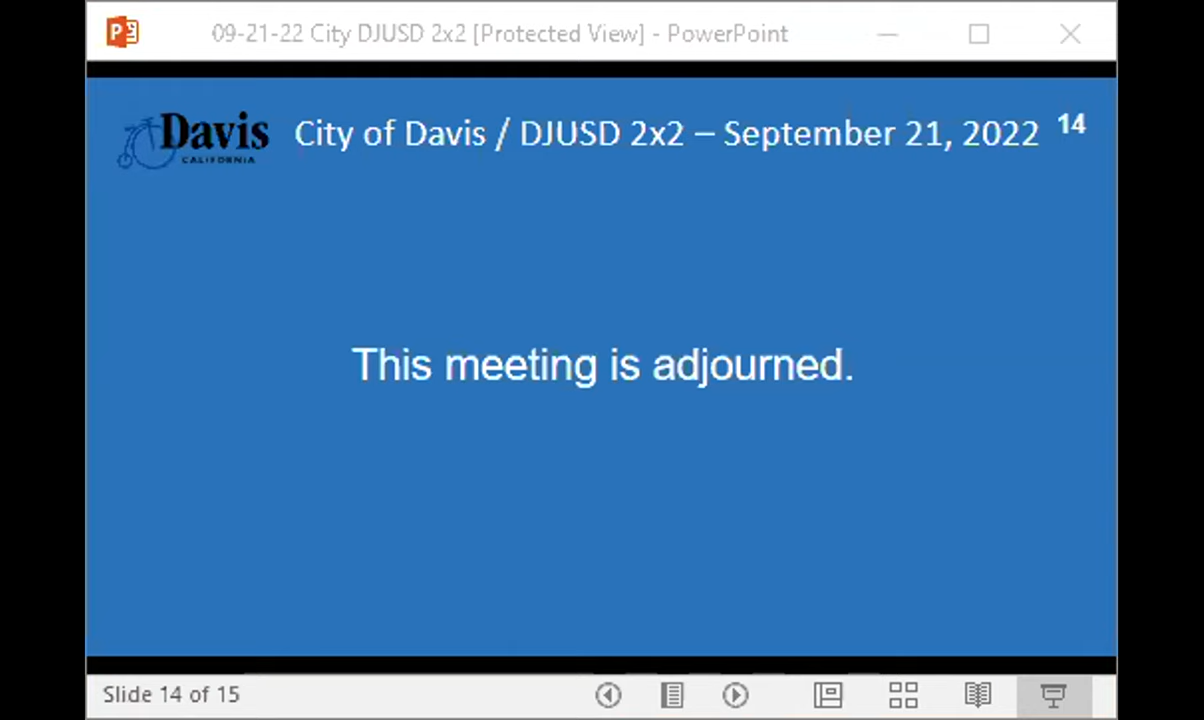 09-21-22 City DJUSD 2x2 [Protected View] - PowerPoint
Davis
CALIFORNIA
City of Davis / DJUSD 2x2 – September 21, 2022 14
This meeting is adjourned.
Slide 14 of 15